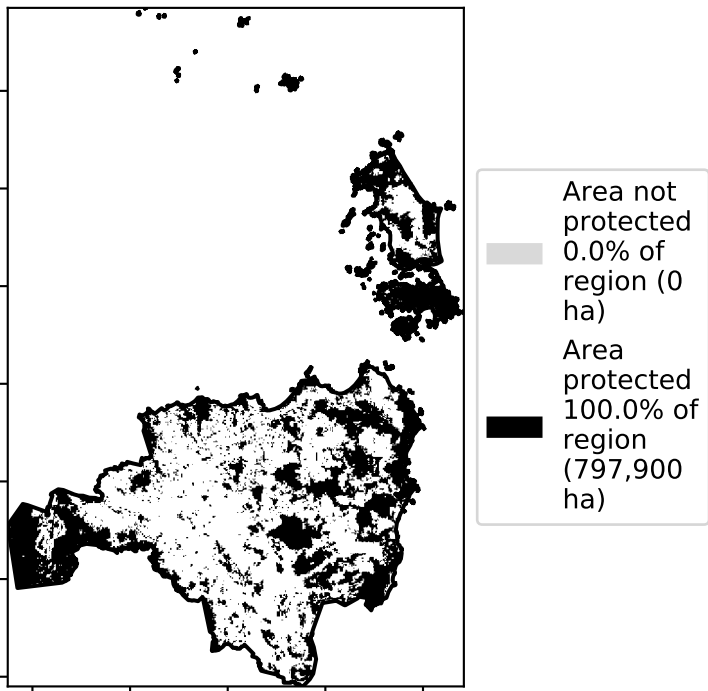 Area not
protected
0.0% of
region (0
ha)
Area
protected
100.0% of
region
(797,900
ha)